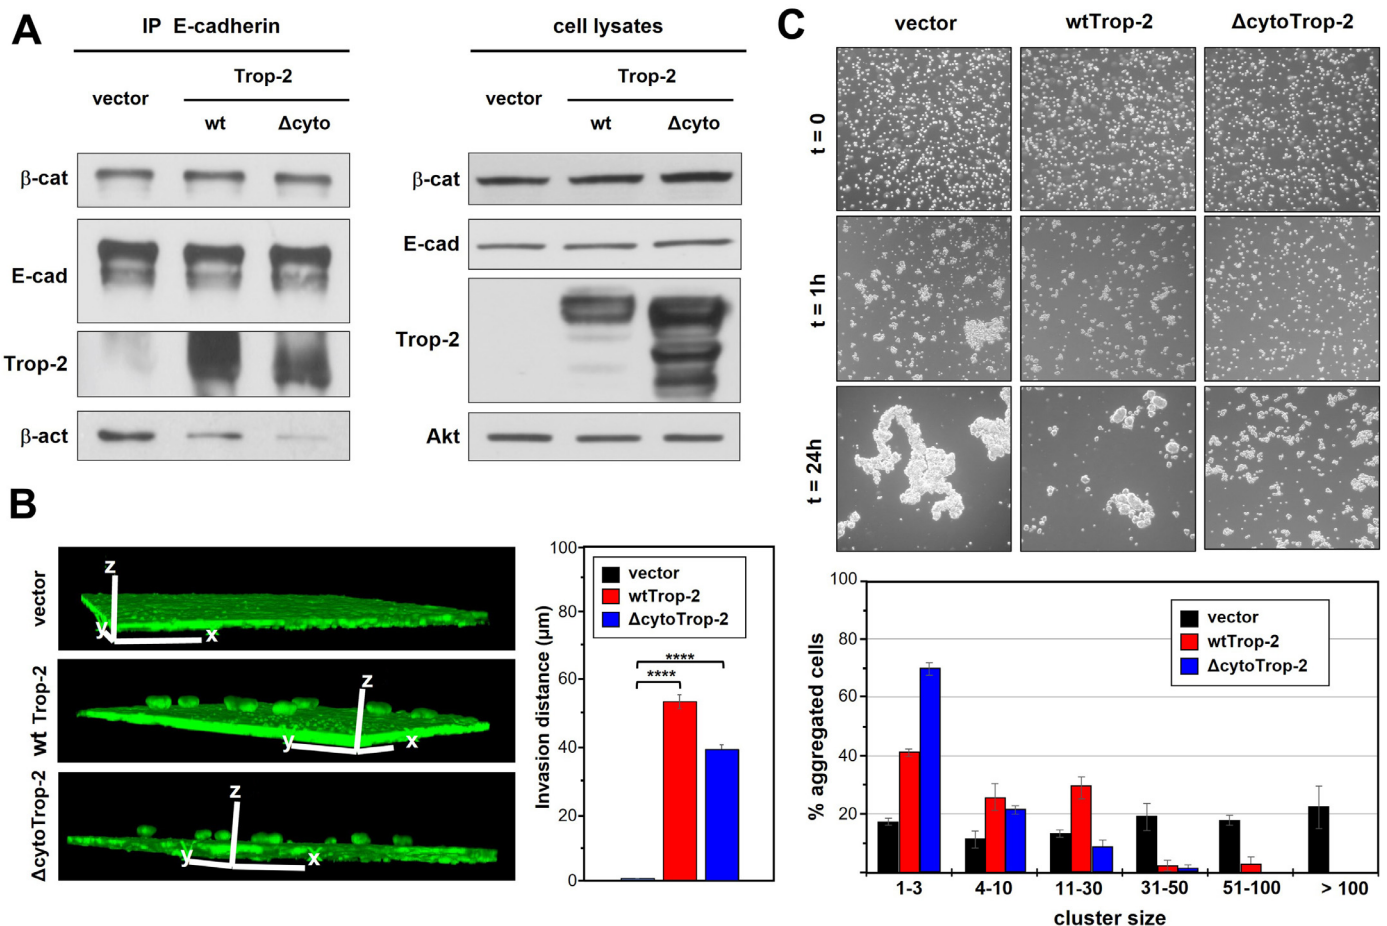 A
IP E-cadherin
cell lysates
Trop-2
vector
wt
Δcyto
Trop-2
vector
wt
Δcyto
β-cat
E-cad
Trop-2
β-act
β-cat
E-cad
Trop-2
Akt
B
vector
wt Trop-2
ΔcytoTrop-2
z
y
x
z
y
x
z
y
x
Invasion distance (μm)
100
80
60
40
20
0
vector
wtTrop-2
ΔcytoTrop-2
****
****
C
vector
wtTrop-2
ΔcytoTrop-2
t = 0
t = 1h
t = 24h
% aggregated cells
100
80
60
40
20
vector
wtTrop-2
ΔcytoTrop-2
1-3
4-10
11-30
31-50
51-100
> 100
cluster size